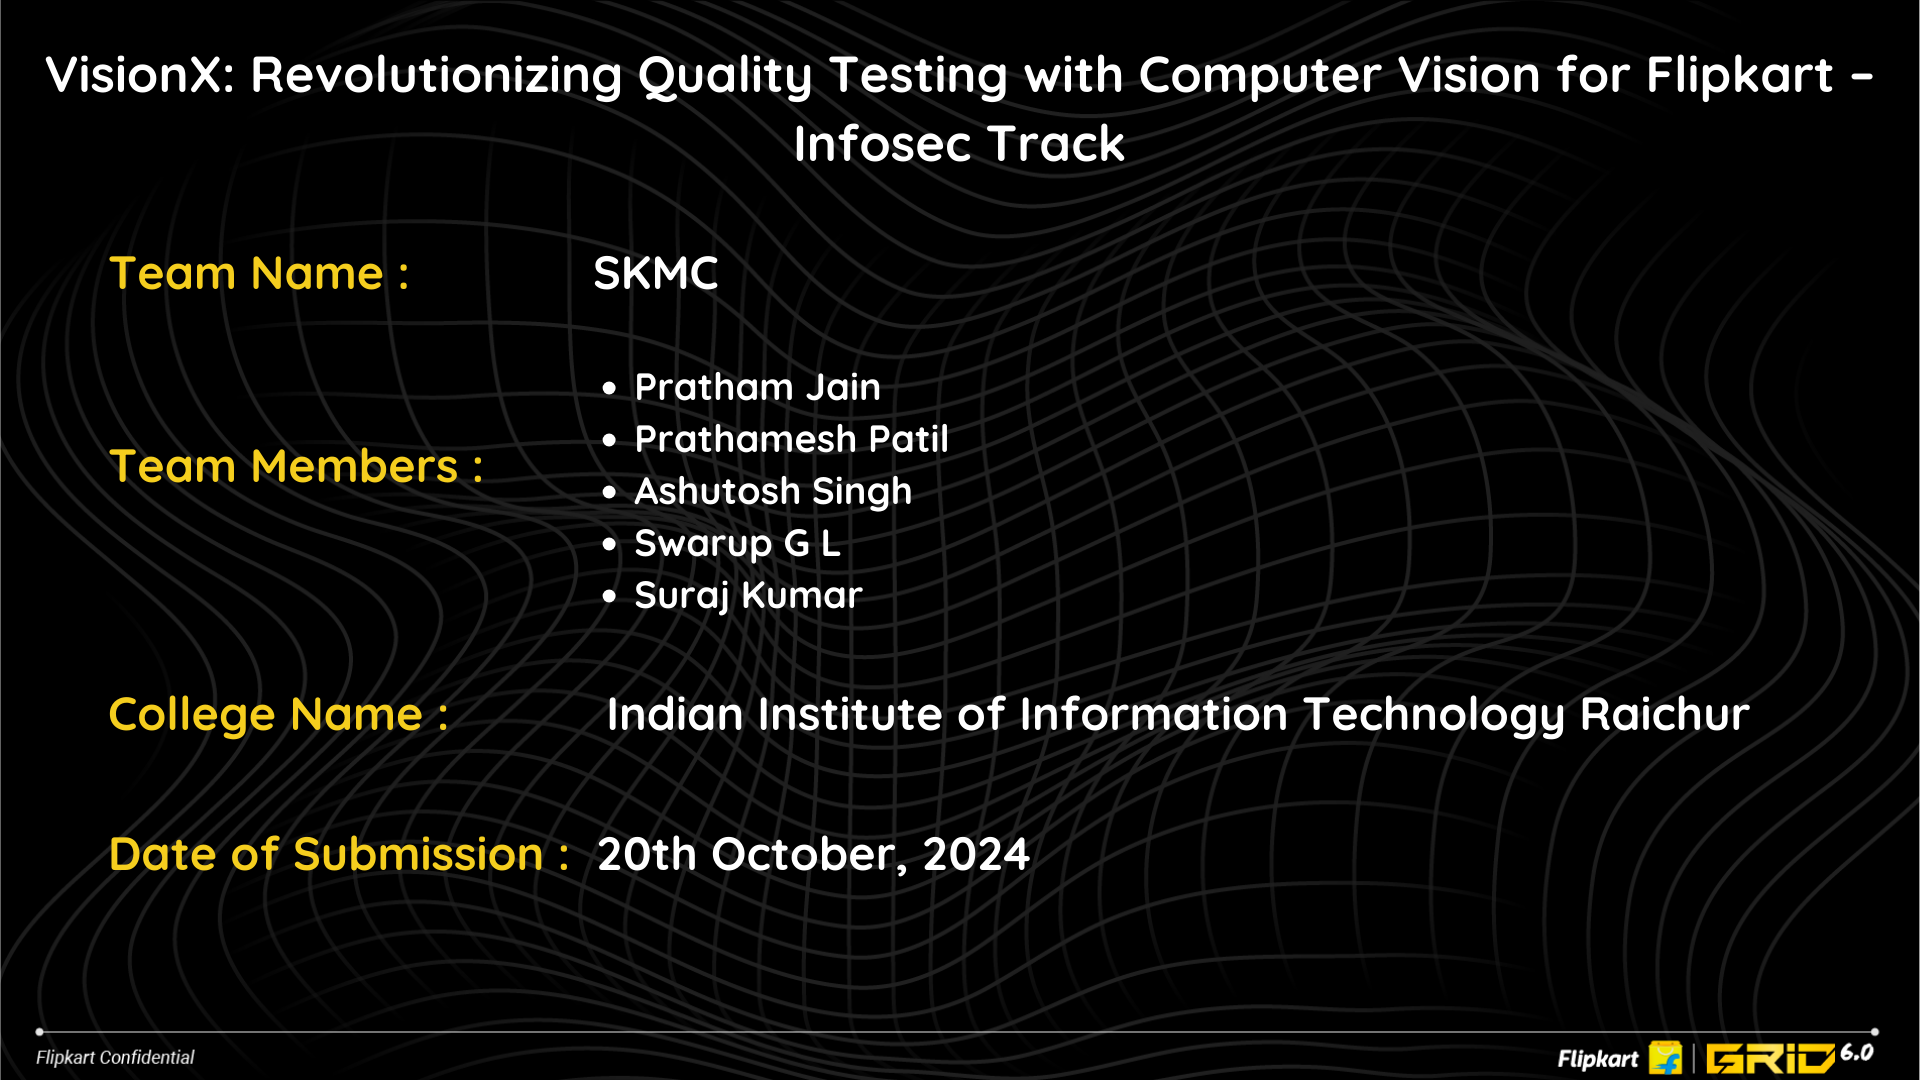 VisionX: Revolutionizing Quality Testing with Computer Vision for Flipkart –
Infosec Track
Team Name : SKMC
Team Members :
• Pratham Jain
• Prathamesh Patil
• Ashutosh Singh
• Swarup G L
• Suraj Kumar
College Name : Indian Institute of Information Technology Raichur
Date of Submission : 20th October, 2024
Flipkart Confidential
Flipkart | GRiD 6.0